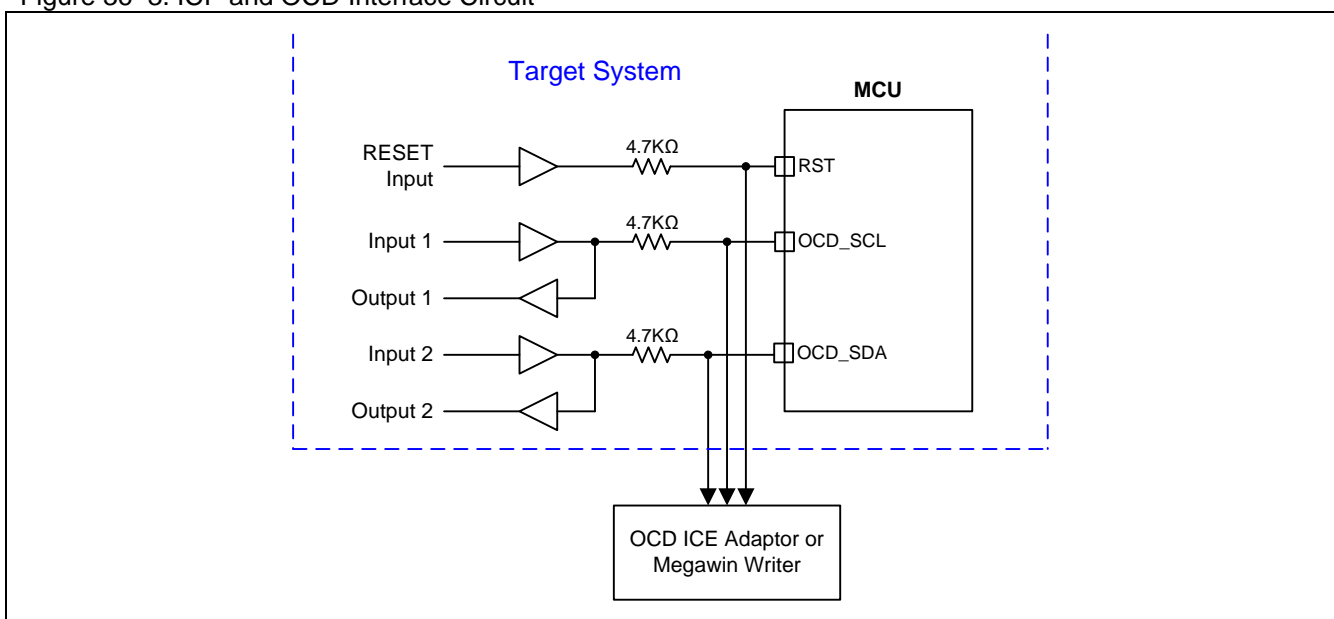 Target System
MCU
RESET
Input
4.7KΩ
RST
Input 1
4.7KΩ
OCD_SCL
Output 1
Input 2
4.7KΩ
OCD_SDA
Output 2
OCD ICE Adaptor or
Megawin Writer